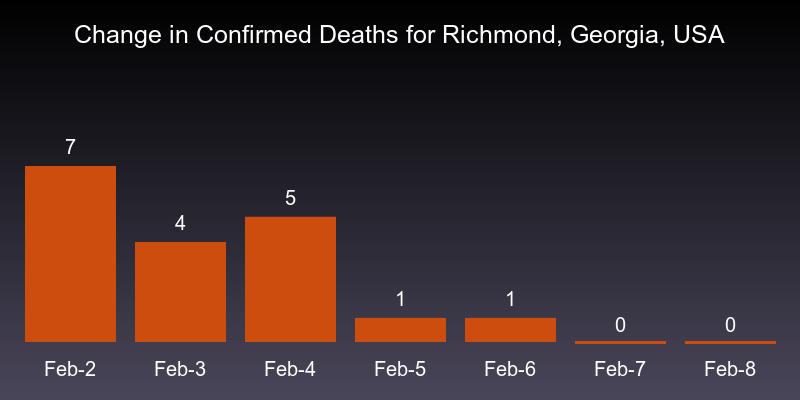 Change in Confirmed Deaths for Richmond, Georgia, USA
7
4
5
1
1
0
0
Feb-2
Feb-3
Feb-4
Feb-5
Feb-6
Feb-7
Feb-8